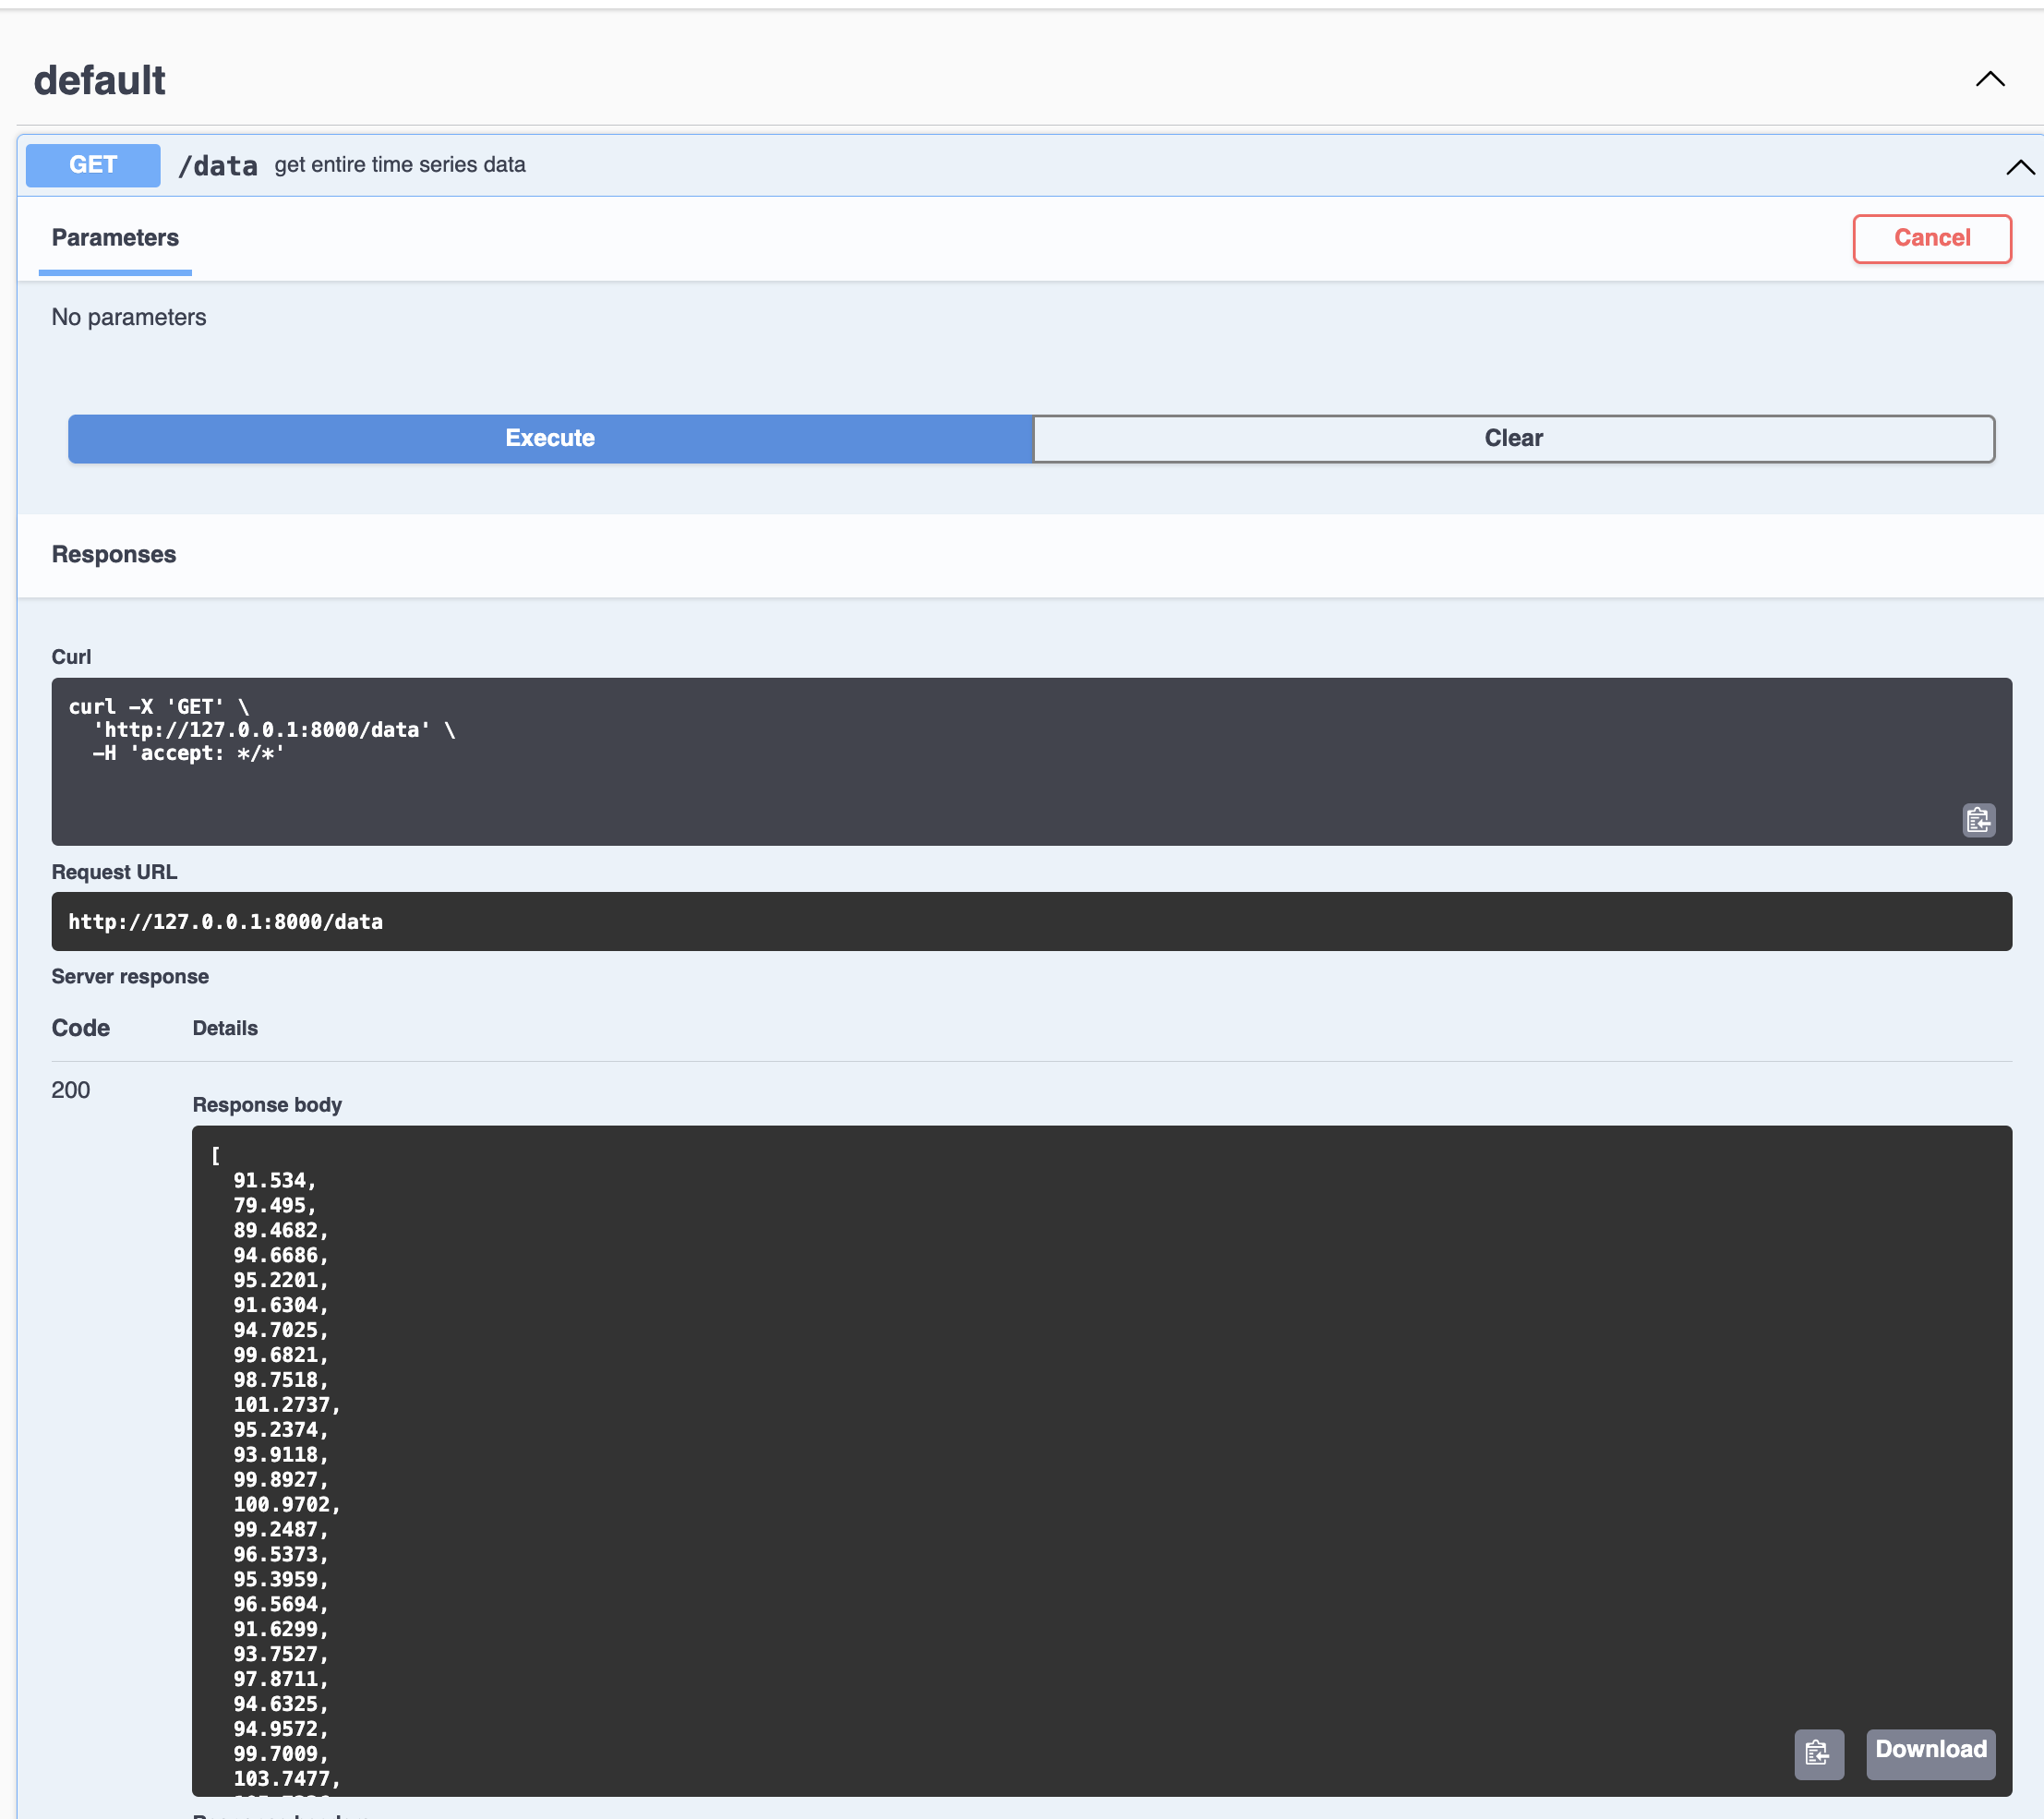 default
GET /data get entire time series data
Parameters
Cancel
No parameters
Execute
Clear
Responses
Curl
curl -X 'GET' \
'http://127.0.0.1:8000/data' \
-H 'accept: */*'
Request URL
http://127.0.0.1:8000/data
Server response
Code Details
200
Response body
[
91.534,
79.495,
89.4682,
94.6686,
95.2201,
91.6304,
94.7025,
99.6821,
98.7518,
101.2737,
95.2374,
93.9118,
99.8927,
100.9702,
99.2487,
96.5373,
95.3959,
96.5694,
91.6299,
93.7527,
97.8711,
94.6325,
94.9572,
99.7009,
103.7477,
Download